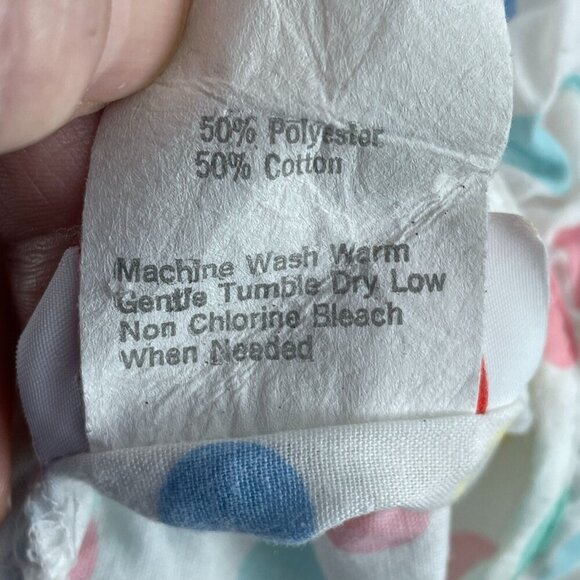 50% Polyester
50% Cotton
Machine Wash Warm
Gentle Tumble Dry Low
Non Chlorine Bleach
When Needed